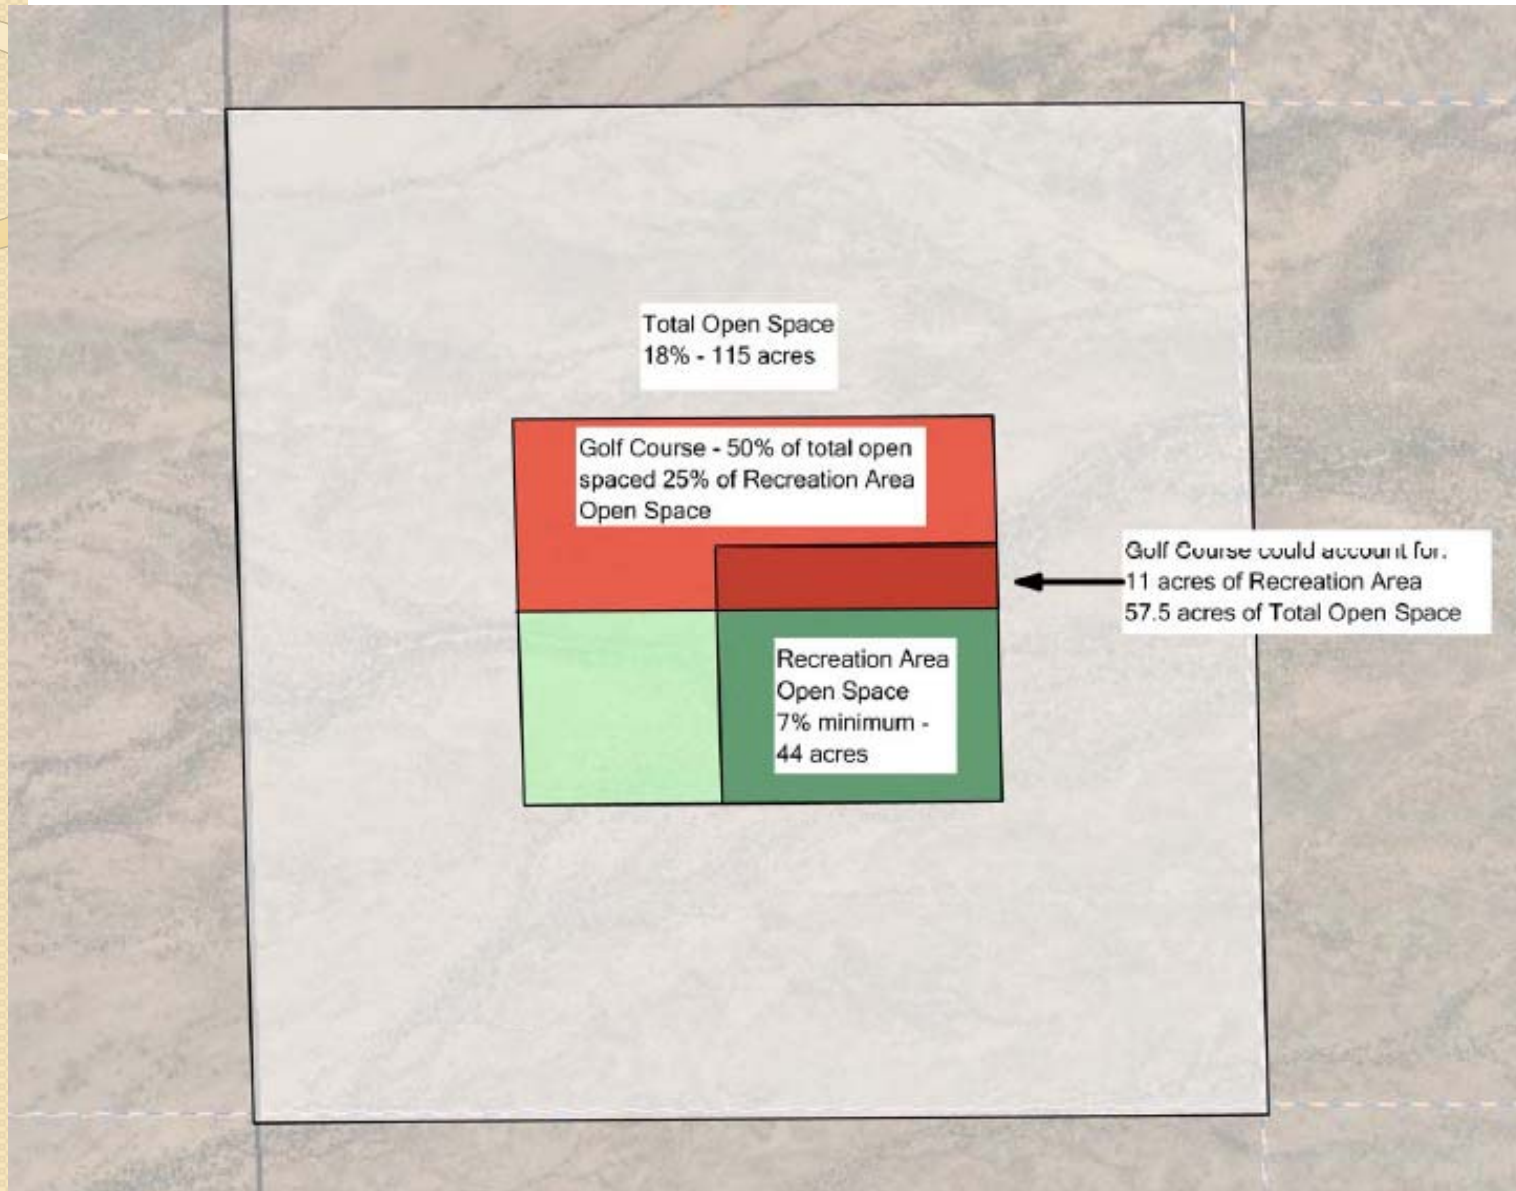 Total Open Space
18% - 115 acres
Golf Course - 50% of total open
spaced 25% of Recreation Area
Open Space
Golf Course could account for:
11 acres of Recreation Area
57.5 acres of Total Open Space
Recreation Area
Open Space
7% minimum -
44 acres